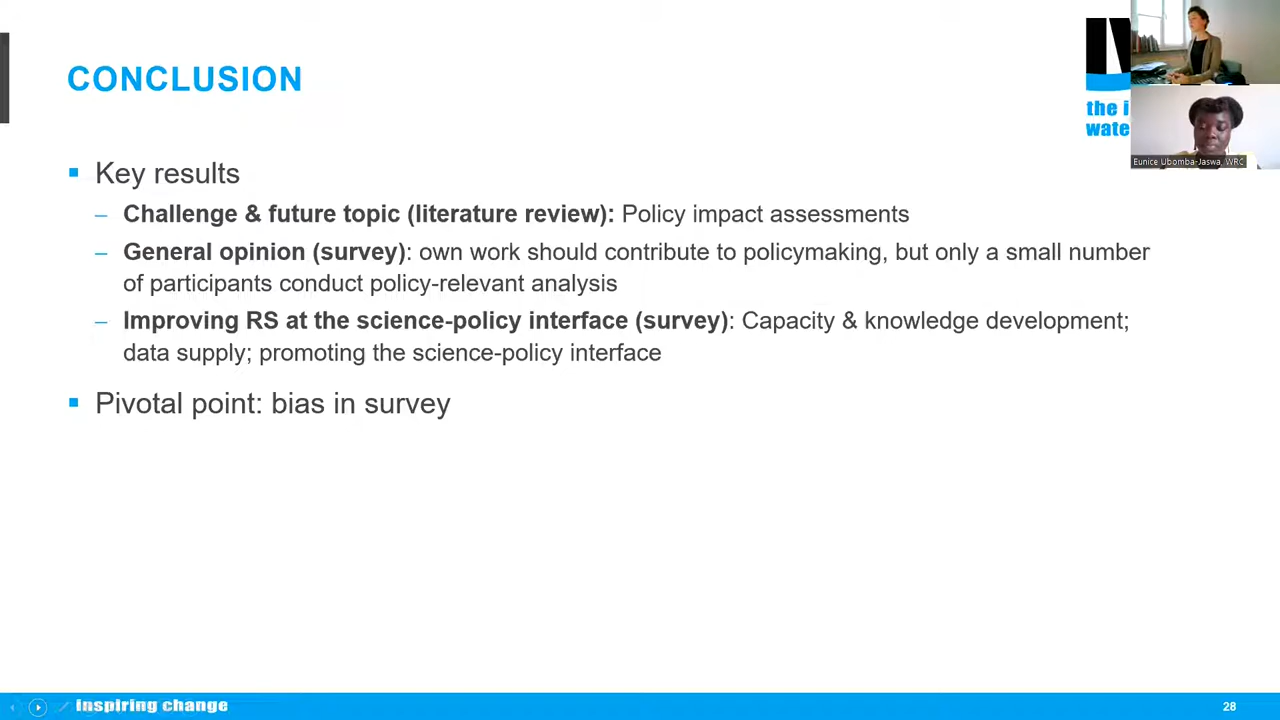 CONCLUSION
the i
wate
Eunice Ubomba-Jaswa, WRC
▪ Key results
– Challenge & future topic (literature review): Policy impact assessments
– General opinion (survey): own work should contribute to policymaking, but only a small number
of participants conduct policy-relevant analysis
– Improving RS at the science-policy interface (survey): Capacity & knowledge development;
data supply; promoting the science-policy interface
▪ Pivotal point: bias in survey
inspiring change
28